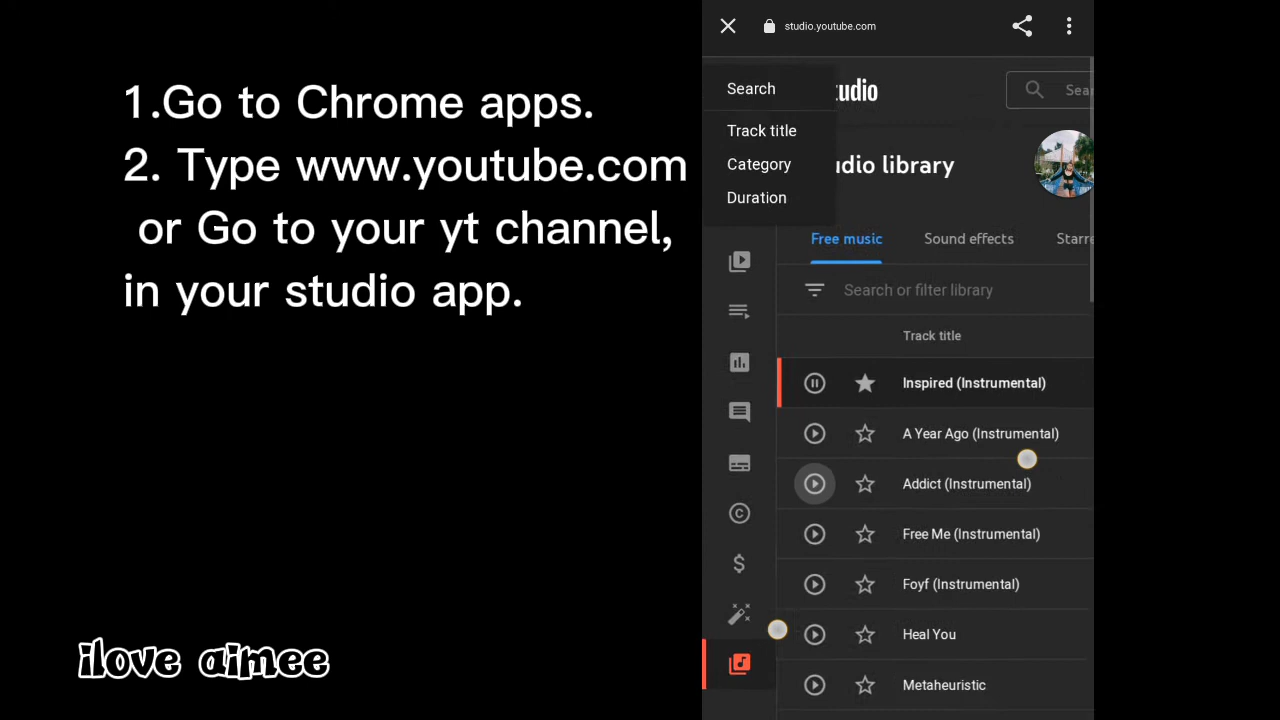 1.Go to Chrome apps.
2. Type www.youtube.com
or Go to your yt channel,
in your studio app.
ilove aimee
studio.youtube.com
Search
tudio
Sea
Track title
Category
udio library
Duration
Free music
Sound effects
Starre
Search or filter library
Track title
Inspired (Instrumental)
A Year Ago (Instrumental)
Addict (Instrumental)
Free Me (Instrumental)
Foyf (Instrumental)
Heal You
Metaheuristic